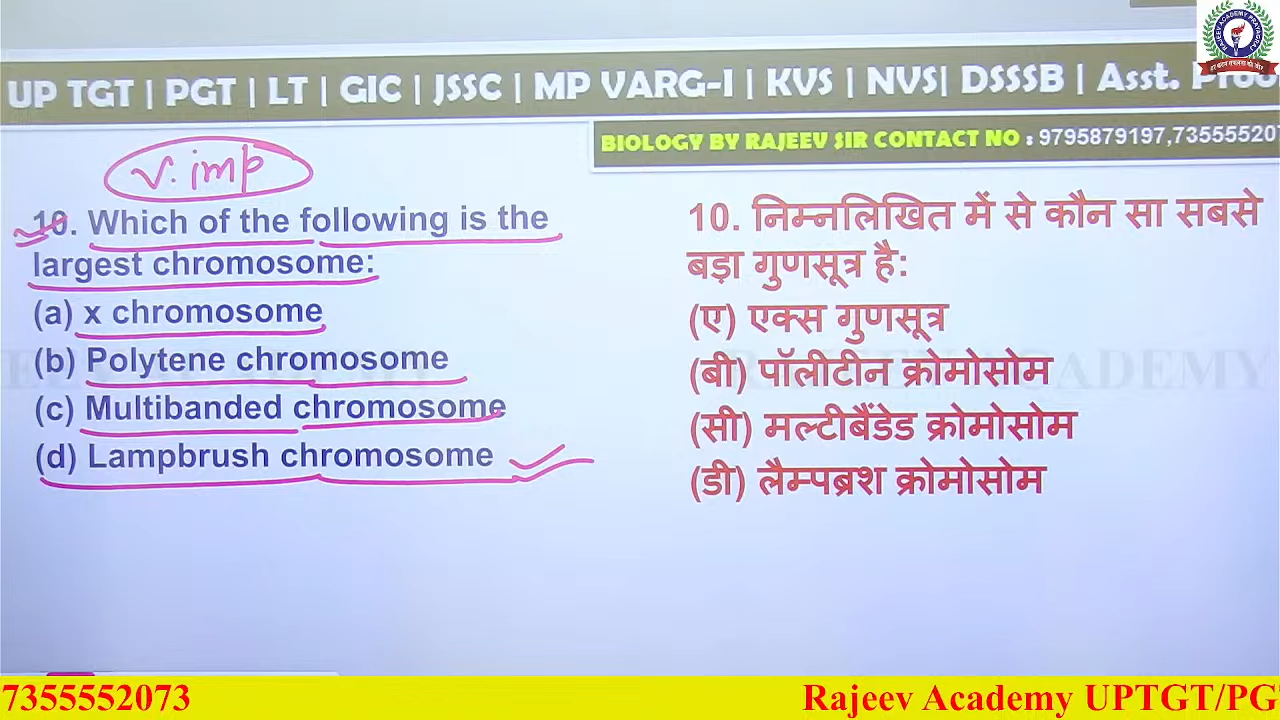 UP TGT | PGT | LT | GIC | JSSC | MP VARG-I | KVS | NVS| DSSSB | Asst. Prof
BIOLOGY BY RAJEEV SIR CONTACT NO : 9795879197,73555520
v. imp
10. Which of the following is the
largest chromosome:
(a) x chromosome
(b) Polytene chromosome
(c) Multibanded chromosome
(d) Lampbrush chromosome
10. निम्नलिखित में से कौन सा सबसे
बड़ा गुणसूत्र है:
(ए) एक्स गुणसूत्र
(बी) पॉलीटीन क्रोमोसोम
(सी) मल्टीबैंडेड क्रोमोसोम
(डी) लैम्पब्रश क्रोमोसोम
7355552073
Rajeev Academy UPTGT/PG